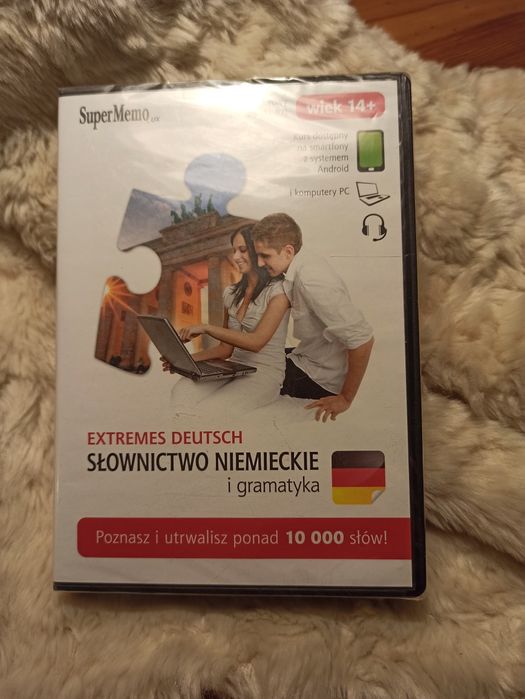 SuperMemo UX
wiek 14+
Kurs dostępny
na smartfony
z systemem
Android
i komputery PC
EXTREMES DEUTSCH
SŁOWNICTWO NIEMIECKIE
i gramatyka
Poznasz i utrwalisz ponad 10 000 słów!